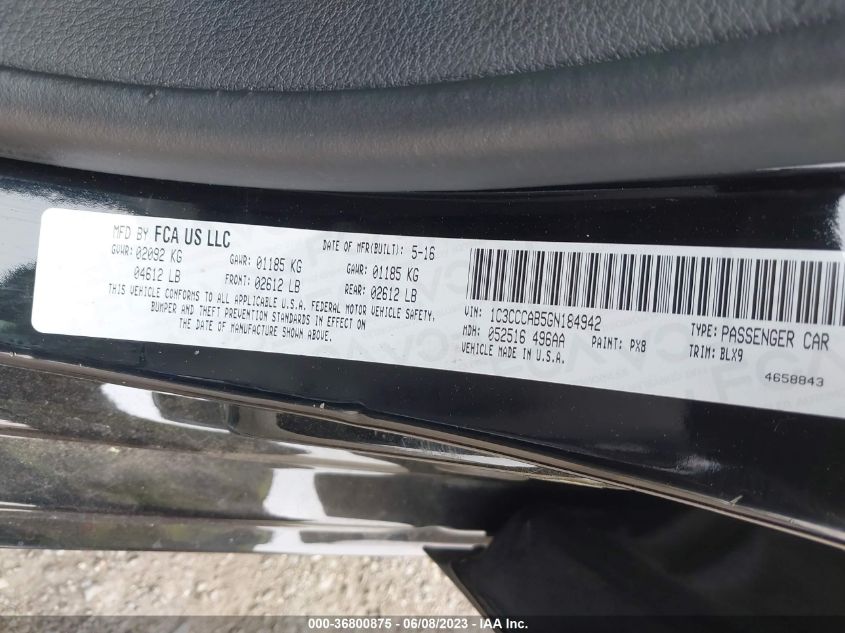 MFD BY FCA US LLC
DATE OF MFR(BUILT): 5-16
GVWR: 02092 KG
GAWR: 01185 KG
GAWR: 01185 KG
04612 LB
FRONT: 02612 LB
REAR: 02612 LB
THIS VEHICLE CONFORMS TO ALL APPLICABLE U.S.A. FEDERAL MOTOR VEHICLE SAFETY,
BUMPER AND THEFT PREVENTION STANDARDS IN EFFECT ON
THE DATE OF MANUFACTURE SHOWN ABOVE.
VIN: 1C3CCCAB5GN184942
TYPE: PASSENGER CAR
MDH: 052516 496AA
PAINT: PX8
TRIM: BLX9
VEHICLE MADE IN U.S.A.
4658843
000-36800875 - 06/08/2023 - IAA Inc.